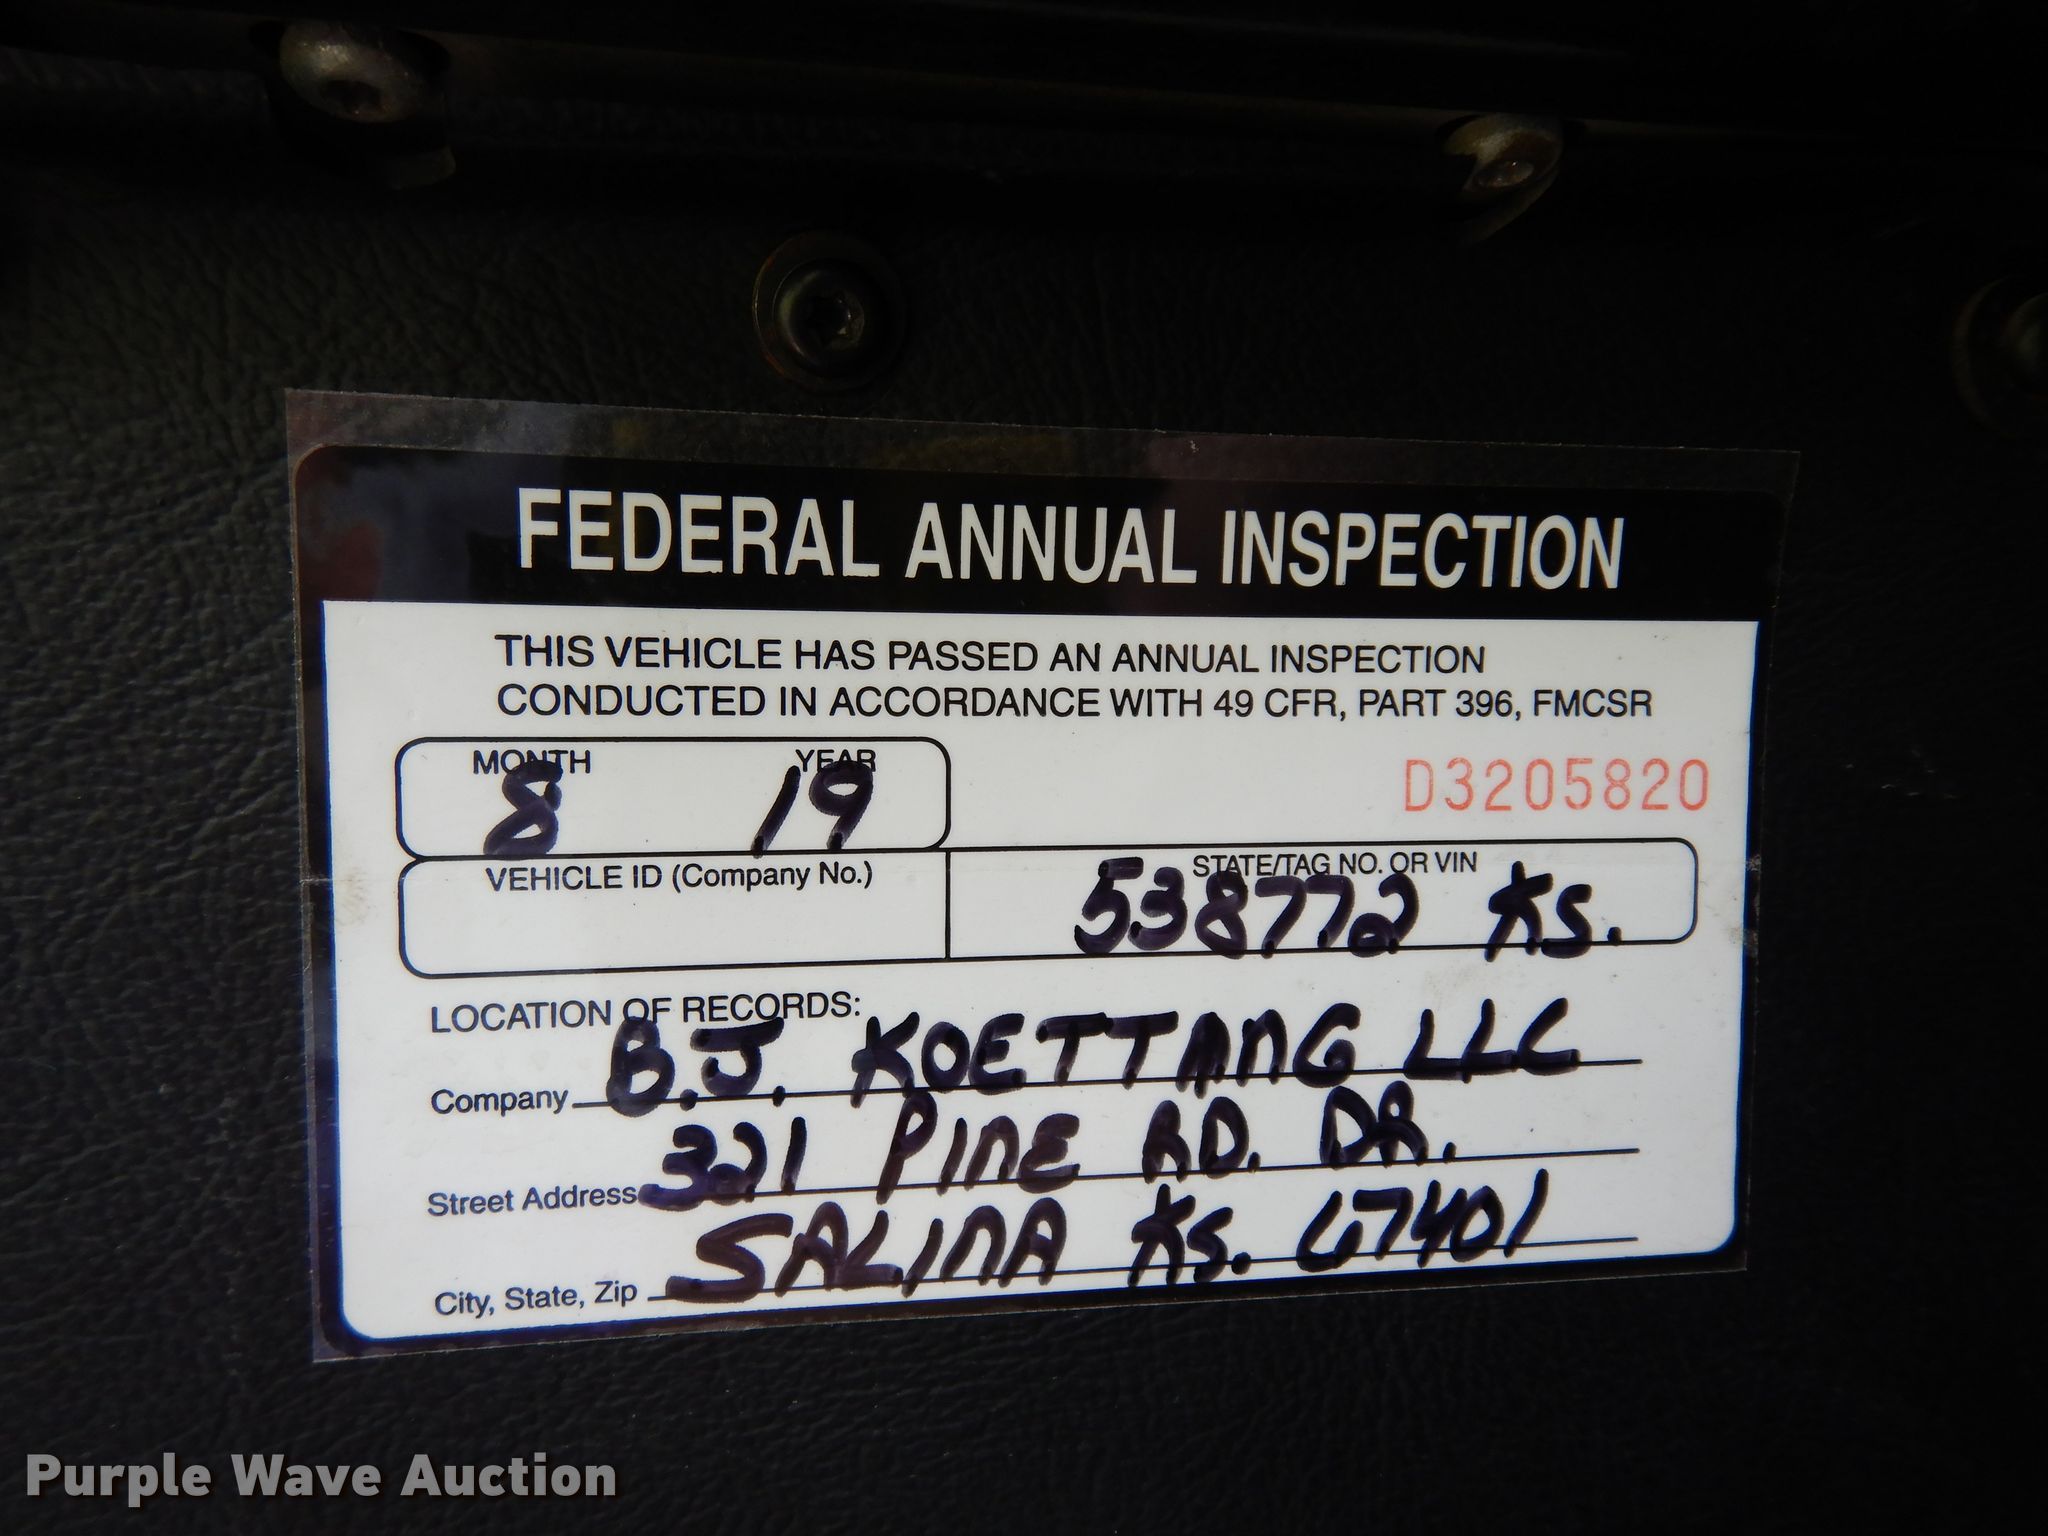 FEDERAL ANNUAL INSPECTION
THIS VEHICLE HAS PASSED AN ANNUAL INSPECTION
CONDUCTED IN ACCORDANCE WITH 49 CFR, PART 396, FMCSR
MONTH YEAR
8 19
D3205820
VEHICLE ID (Company No.)
STATE/TAG NO. OR VIN
538772 KS.
LOCATION OF RECORDS:
Company B.J. KOETTANG LLC
Street Address 321 PINE RD. DR.
City, State, Zip SALINA KS. 67401
Purple Wave Auction